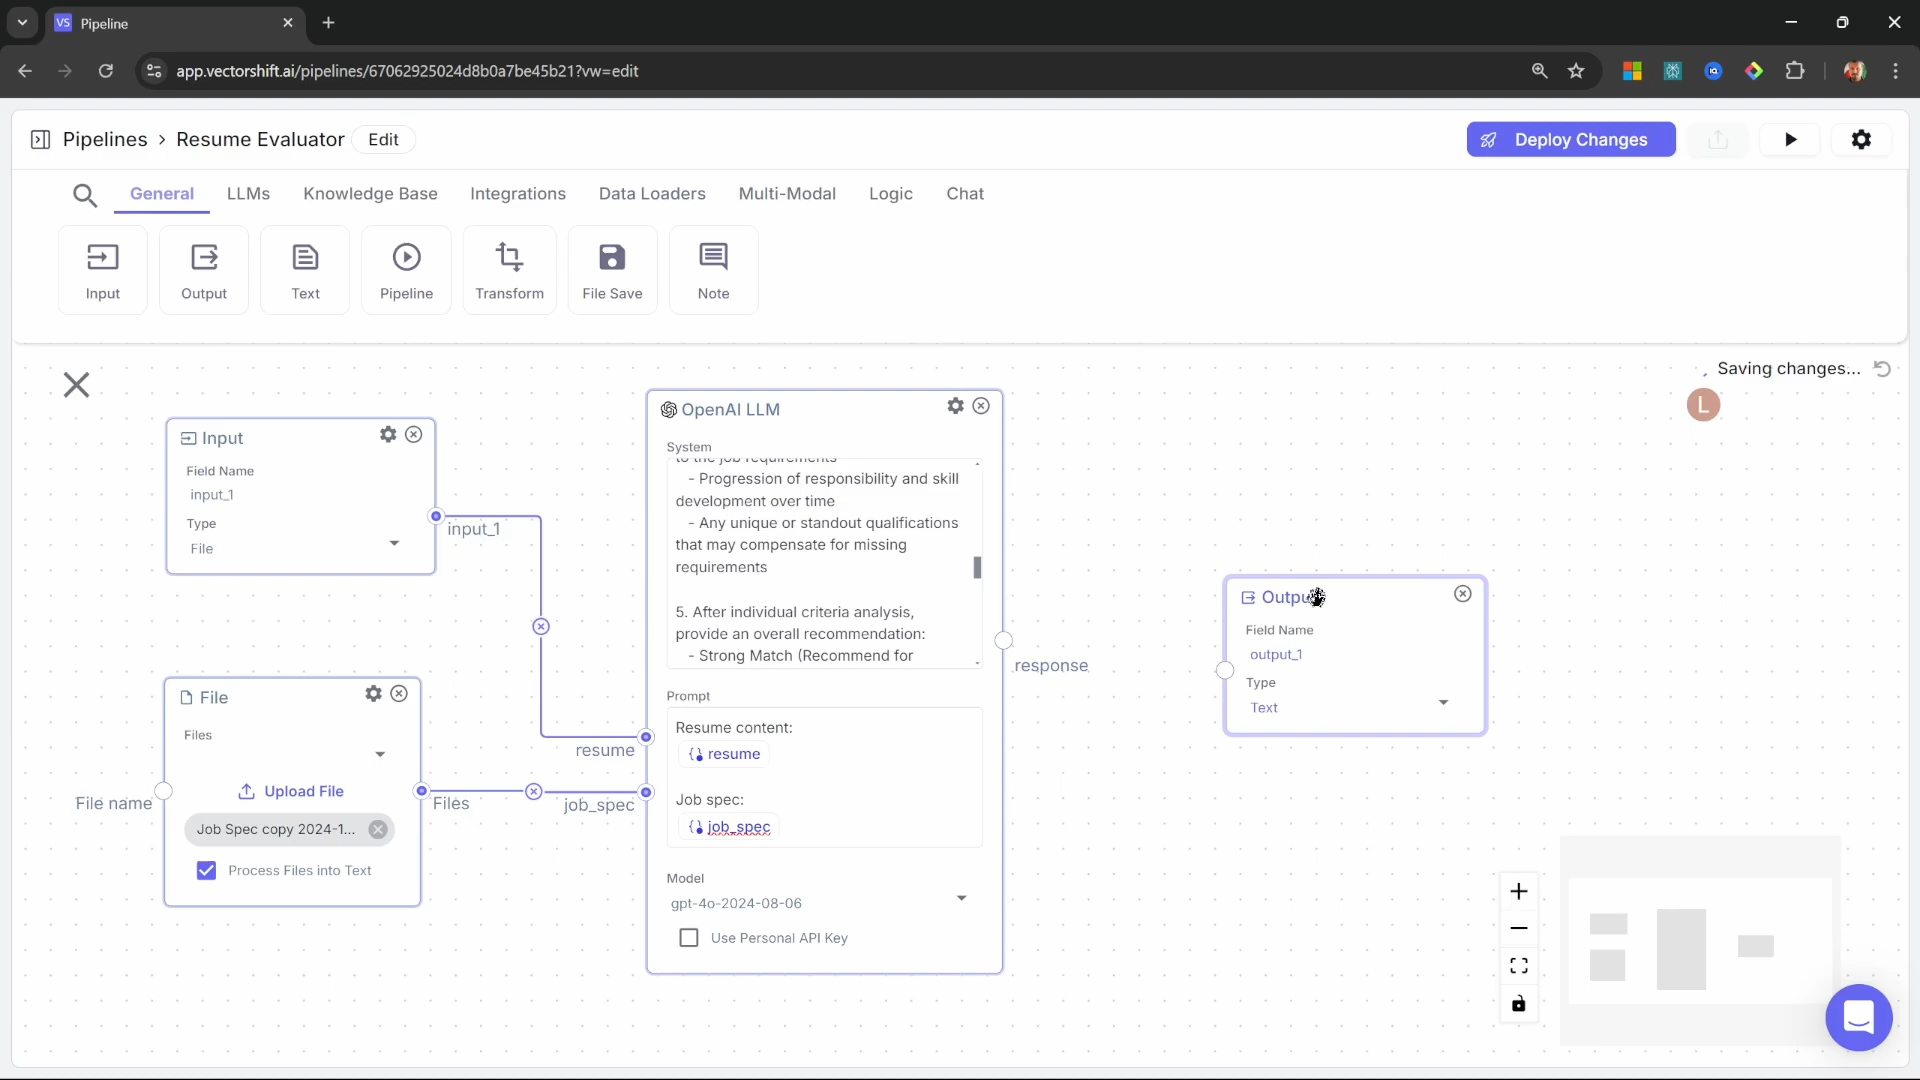 VS Pipeline
app.vectorshift.ai/pipelines/67062925024d8b0a7be45b21?vw=edit
Pipelines > Resume Evaluator Edit
Deploy Changes
General LLMs Knowledge Base Integrations Data Loaders Multi-Modal Logic Chat
Input Output Text Pipeline Transform File Save Note
Saving changes...
L
Input
Field Name
input_1
Type
File
input_1
File
Files
Upload File
File name
Files
Job Spec copy 2024-1...
Process Files into Text
resume
job_spec
OpenAI LLM
System
- Progression of responsibility and skill
development over time
- Any unique or standout qualifications
that may compensate for missing
requirements
5. After individual criteria analysis,
provide an overall recommendation:
- Strong Match (Recommend for
Prompt
Resume content:
resume
Job spec:
job_spec
Model
gpt-4o-2024-08-06
Use Personal API Key
response
Output
Field Name
output_1
Type
Text